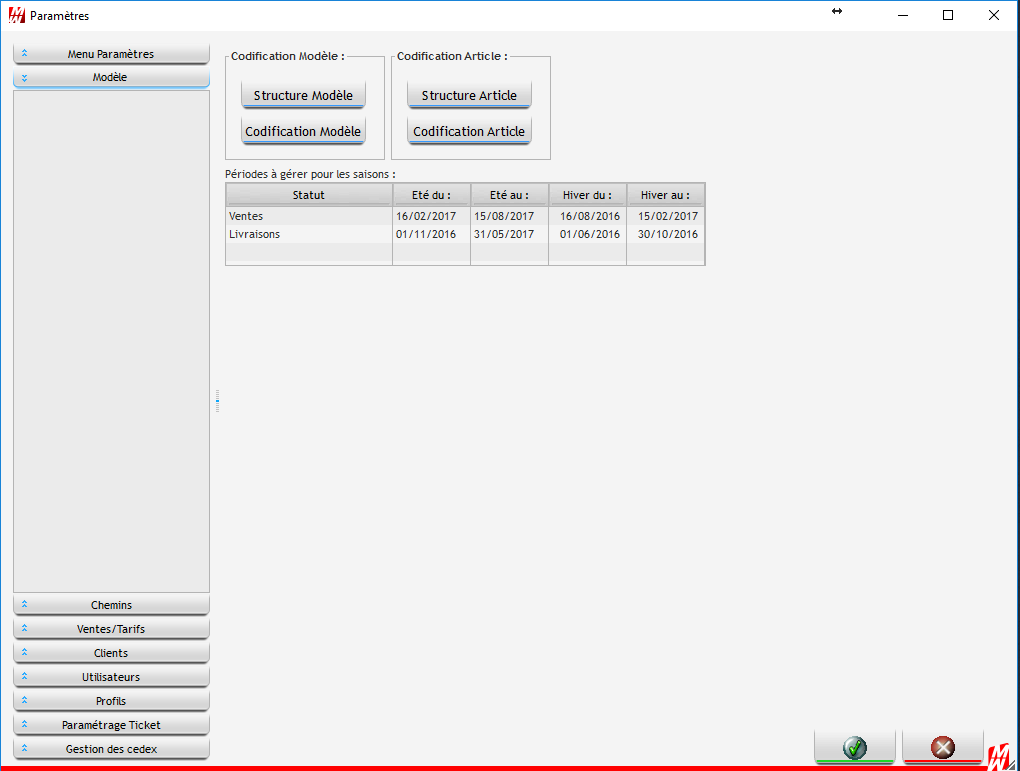 Paramètres
Menu Paramètres
Modèle
Codification Modèle :
Codification Article :
Structure Modèle
Structure Article
Codification Modèle
Codification Article
Périodes à gérer pour les saisons :
Statut Eté du : Eté au : Hiver du : Hiver au :
Ventes 16/02/2017 15/08/2017 16/08/2016 15/02/2017
Livraisons 01/11/2016 31/05/2017 01/06/2016 30/10/2016
Chemins
Ventes/Tarifs
Clients
Utilisateurs
Profils
Paramétrage Ticket
Gestion des cedex